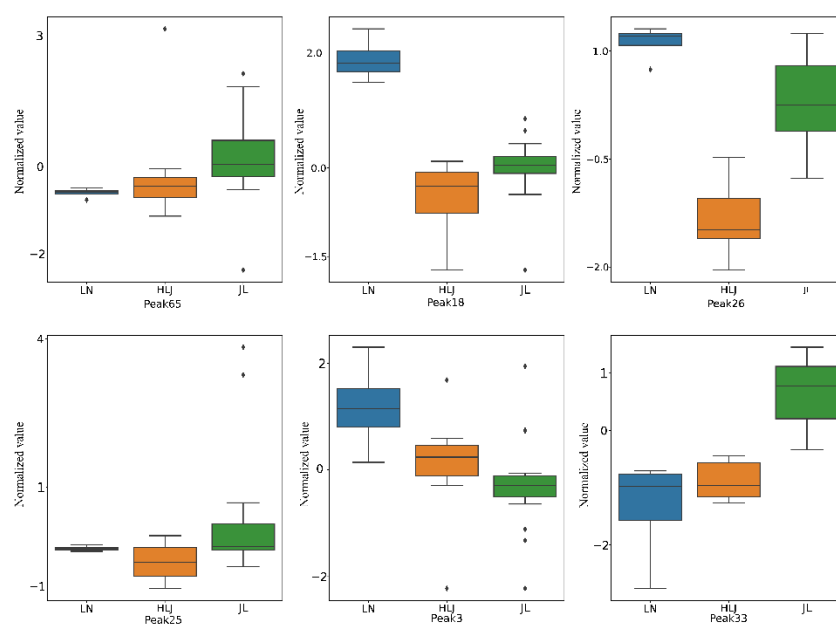 3
0
−2
Normalized value
LN
HLJ
JL
Peak65
2.0
0.0
−1.5
Normalized value
LN
HLJ
JL
Peak18
1.0
−0.5
−2.0
Normalized value
LN
HLJ
JL
Peak26
4
1
−1
Normalized value
LN
HLJ
JL
Peak25
2
0
−2
Normalized value
LN
HLJ
JL
Peak3
1
0
−2
Normalized value
LN
HLJ
JL
Peak33